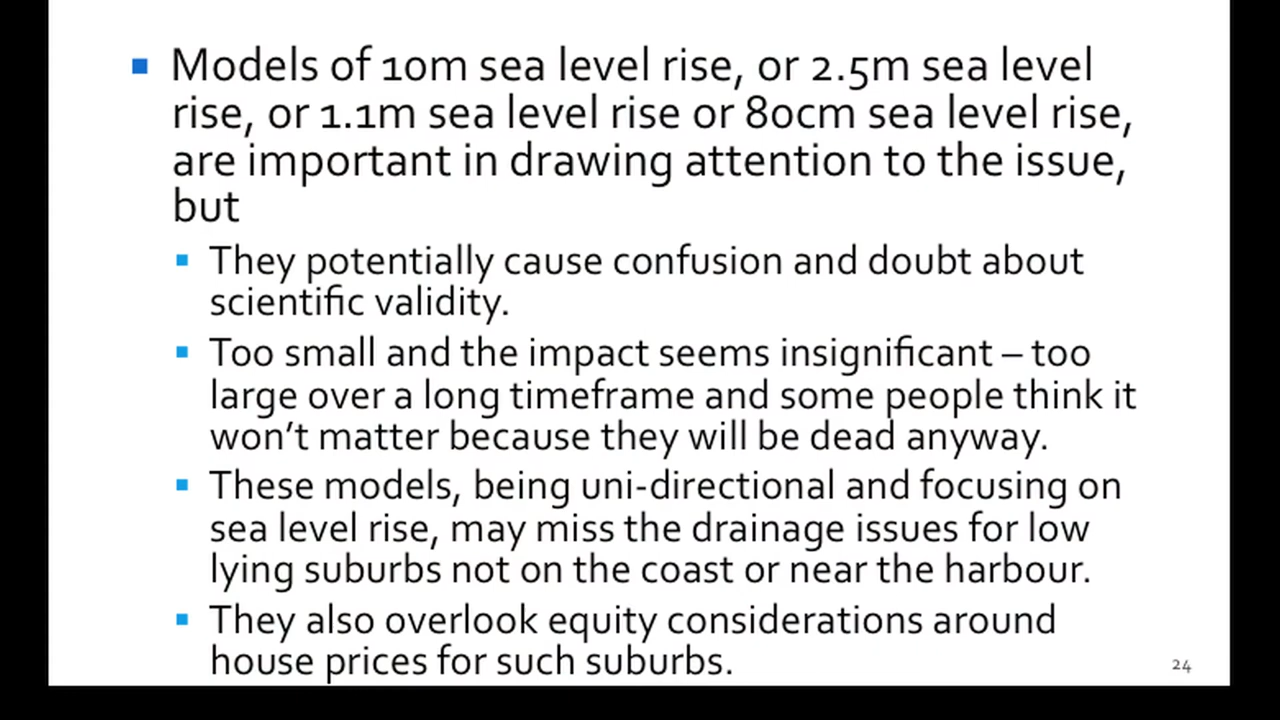 Models of 10m sea level rise, or 2.5m sea level
rise, or 1.1m sea level rise or 80cm sea level rise,
are important in drawing attention to the issue,
but
They potentially cause confusion and doubt about
scientific validity.
Too small and the impact seems insignificant – too
large over a long timeframe and some people think it
won't matter because they will be dead anyway.
These models, being uni-directional and focusing on
sea level rise, may miss the drainage issues for low
lying suburbs not on the coast or near the harbour.
They also overlook equity considerations around
house prices for such suburbs.
24